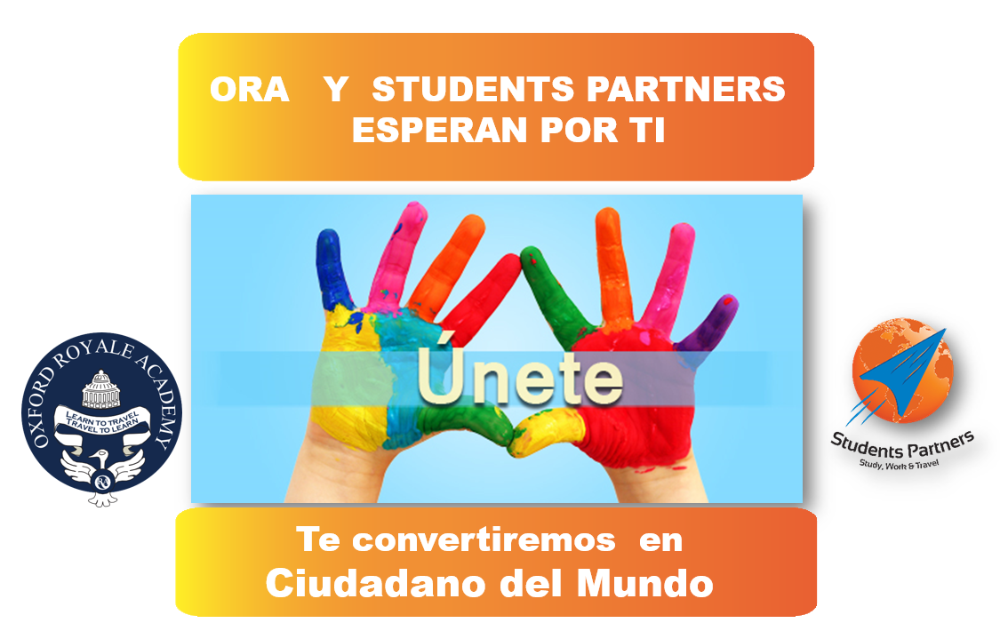 ORA Y STUDENTS PARTNERS
ESPERAN POR TI
Únete
OXFORD ROYALE ACADEMY
LEARN TO TRAVEL
TRAVEL TO LEARN
RA
Students Partners
Study, Work & Travel
Te convertiremos en
Ciudadano del Mundo